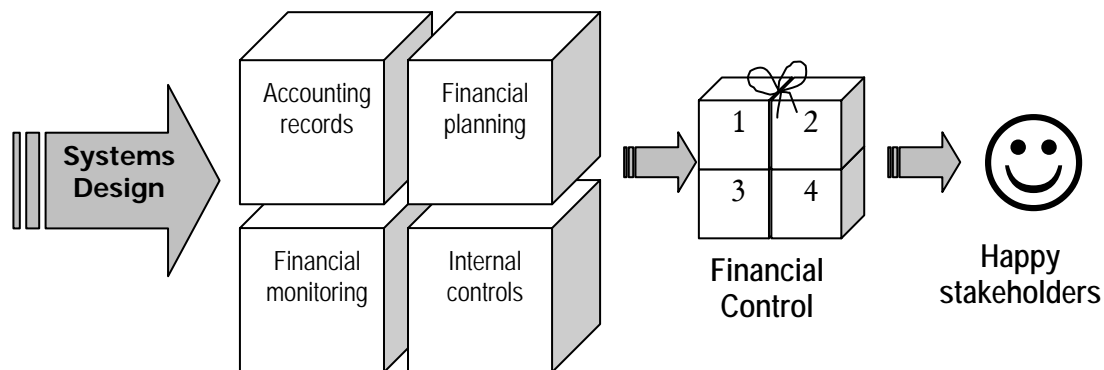 Systems
Design
Accounting
records
Financial
planning
Financial
monitoring
Internal
controls
1 2
3 4
Financial
Control
Happy
stakeholders